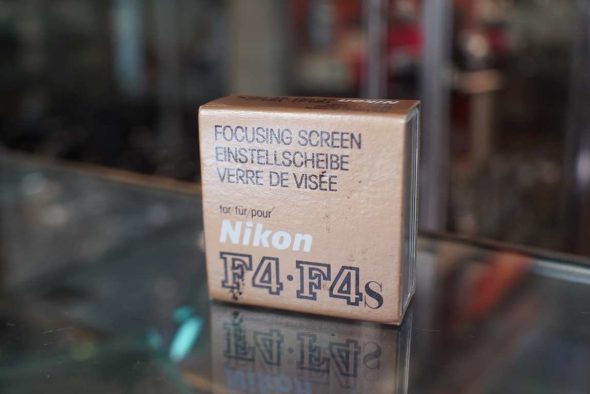 FOCUSING SCREEN
EINSTELLSCHEIBE
VERRE DE VISÉE
for/für/pour
Nikon
F4·F4s